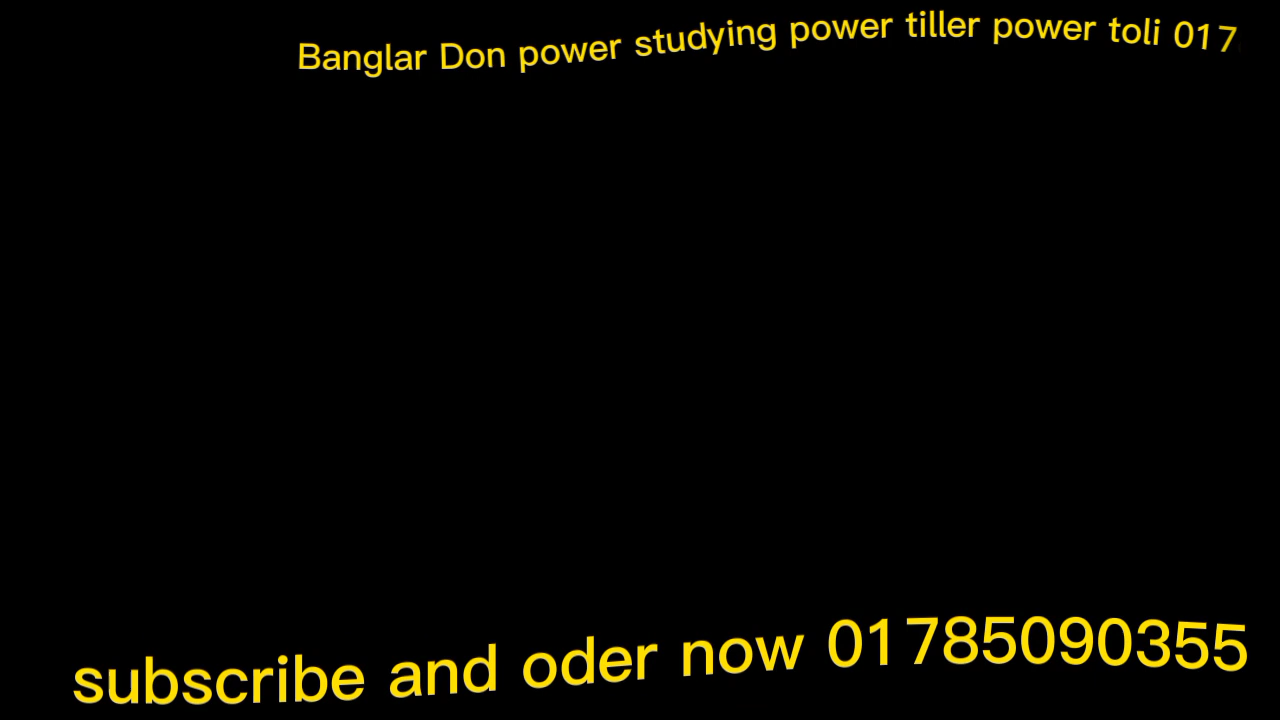 Banglar Don power studying power tiller power toli 017
subscribe and oder now 01785090355